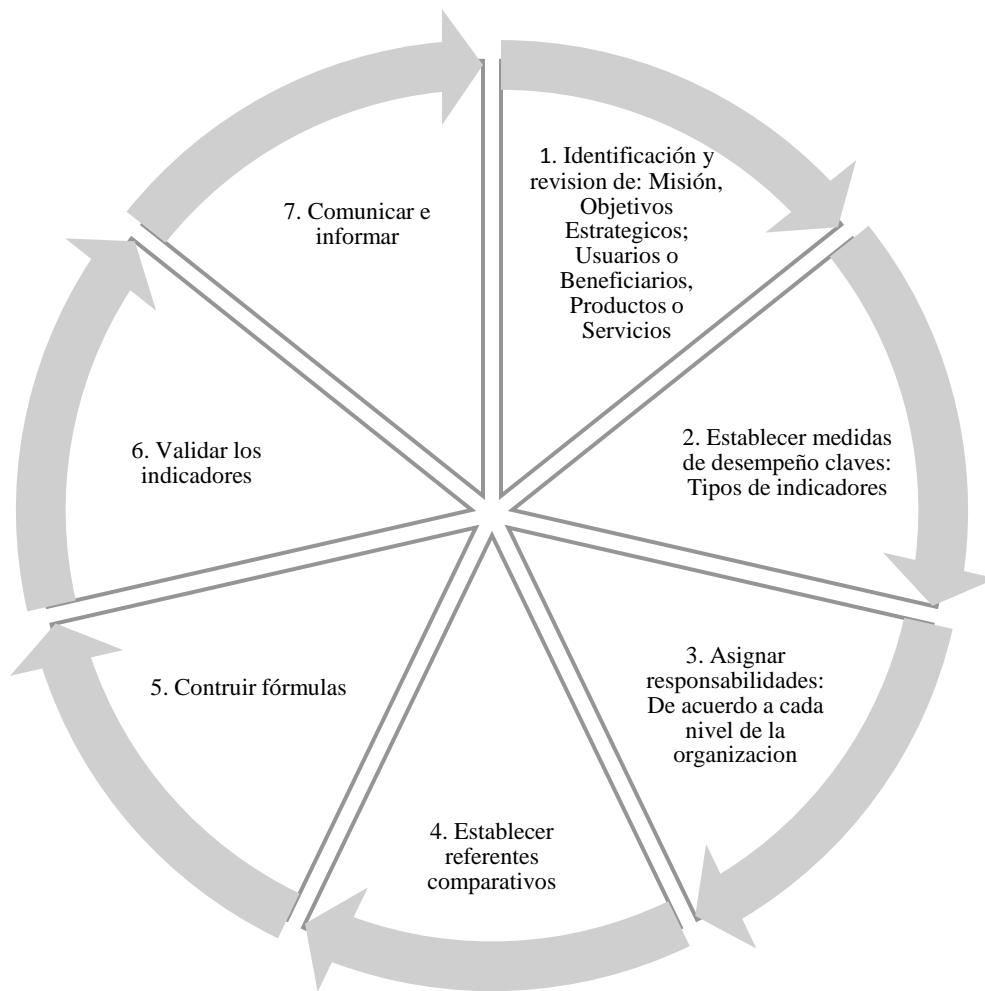 1. Identificación y
revision de: Misión,
Objetivos
Estrategicos;
Usuarios o
Beneficiarios,
Productos o
Servicios
2. Establecer medidas
de desempeño claves:
Tipos de indicadores
3. Asignar
responsabilidades:
De acuerdo a cada
nivel de la
organizacion
4. Establecer
referentes
comparativos
5. Contruir fórmulas
6. Validar los
indicadores
7. Comunicar e
informar